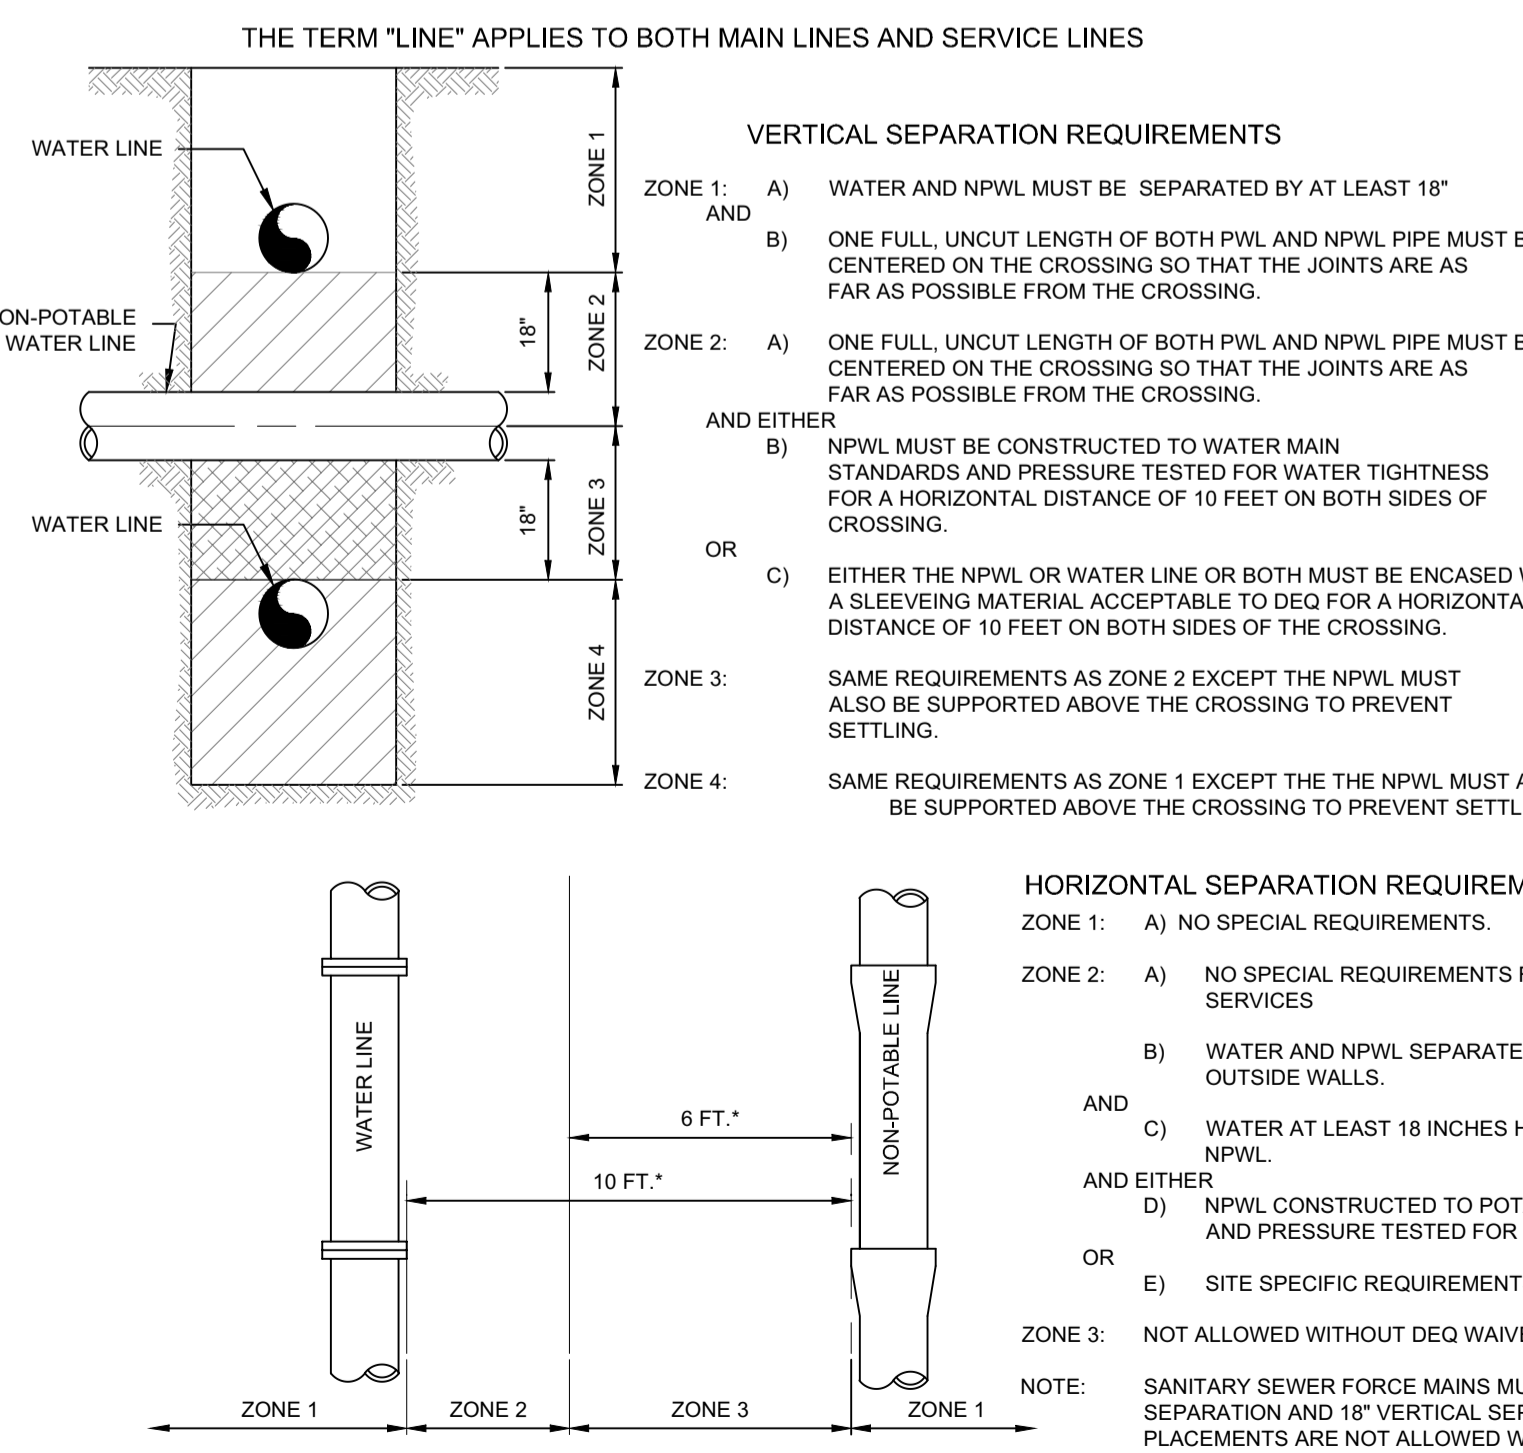 THE TERM "LINE" APPLIES TO BOTH MAIN LINES AND SERVICE LINES
WATER LINE
ON-POTABLE
WATER LINE
WATER LINE
18"
18"
ZONE 1
ZONE 2
ZONE 3
ZONE 4
VERTICAL SEPARATION REQUIREMENTS
ZONE 1: A) WATER AND NPWL MUST BE SEPARATED BY AT LEAST 18"
AND
B) ONE FULL, UNCUT LENGTH OF BOTH PWL AND NPWL PIPE MUST
CENTERED ON THE CROSSING SO THAT THE JOINTS ARE AS
FAR AS POSSIBLE FROM THE CROSSING.
ZONE 2: A) ONE FULL, UNCUT LENGTH OF BOTH PWL AND NPWL PIPE MUST
CENTERED ON THE CROSSING SO THAT THE JOINTS ARE AS
FAR AS POSSIBLE FROM THE CROSSING.
AND EITHER
B) NPWL MUST BE CONSTRUCTED TO WATER MAIN
STANDARDS AND PRESSURE TESTED FOR WATER TIGHTNESS
FOR A HORIZONTAL DISTANCE OF 10 FEET ON BOTH SIDES OF
CROSSING.
OR
C) EITHER THE NPWL OR WATER LINE OR BOTH MUST BE ENCASED
A SLEEVEING MATERIAL ACCEPTABLE TO DEQ FOR A HORIZONTA
DISTANCE OF 10 FEET ON BOTH SIDES OF THE CROSSING.
ZONE 3: SAME REQUIREMENTS AS ZONE 2 EXCEPT THE NPWL MUST
ALSO BE SUPPORTED ABOVE THE CROSSING TO PREVENT
SETTLING.
ZONE 4: SAME REQUIREMENTS AS ZONE 1 EXCEPT THE THE NPWL MUST A
BE SUPPORTED ABOVE THE CROSSING TO PREVENT SETTL
WATER LINE
NON-POTABLE LINE
6 FT.*
10 FT.*
ZONE 1
ZONE 2
ZONE 3
ZONE 1
HORIZONTAL SEPARATION REQUIREM
ZONE 1: A) NO SPECIAL REQUIREMENTS.
ZONE 2: A) NO SPECIAL REQUIREMENTS
SERVICES
B) WATER AND NPWL SEPARATE
OUTSIDE WALLS.
AND
C) WATER AT LEAST 18 INCHES H
NPWL.
AND EITHER
D) NPWL CONSTRUCTED TO POT
AND PRESSURE TESTED FOR
OR
E) SITE SPECIFIC REQUIREMENT
ZONE 3: NOT ALLOWED WITHOUT DEQ WAIVE
NOTE: SANITARY SEWER FORCE MAINS MU
SEPARATION AND 18" VERTICAL SEP
PLACEMENTS ARE NOT ALLOWED W